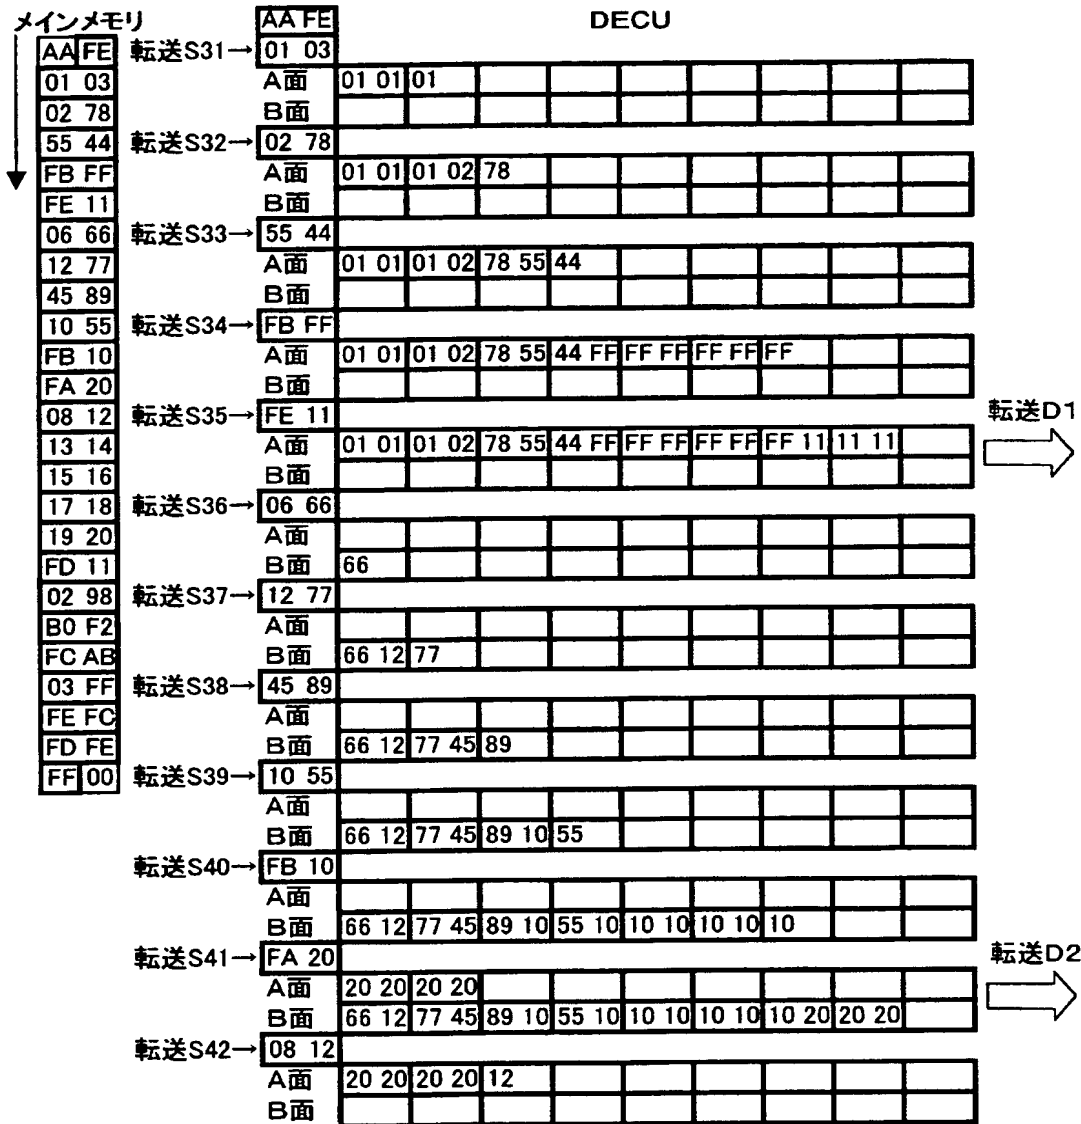 メインメモリ
AA FE
01 03
02 78
55 44
FB FF
FE 11
06 66
12 77
45 89
10 55
FB 10
FA 20
08 12
13 14
15 16
17 18
19 20
FD 11
02 98
B0 F2
FC AB
03 FF
FE FC
FD FE
FF 00
DECU
AA FE
転送S31→ 01 03
A面 01 01 01
B面
転送S32→ 02 78
A面 01 01 01 02 78
B面
転送S33→ 55 44
A面 01 01 01 02 78 55 44
B面
転送S34→ FB FF
A面 01 01 01 02 78 55 44 FF FF FF FF FF FF
B面
転送S35→ FE 11
A面 01 01 01 02 78 55 44 FF FF FF FF FF FF 11 11 11
B面
転送D1
転送S36→ 06 66
A面
B面 66
転送S37→ 12 77
A面
B面 66 12 77
転送S38→ 45 89
A面
B面 66 12 77 45 89
転送S39→ 10 55
A面
B面 66 12 77 45 89 10 55
転送S40→ FB 10
A面
B面 66 12 77 45 89 10 55 10 10 10 10 10 10
転送S41→ FA 20
A面 20 20 20 20
B面 66 12 77 45 89 10 55 10 10 10 10 10 10 20 20 20
転送D2
転送S42→ 08 12
A面 20 20 20 20 12
B面